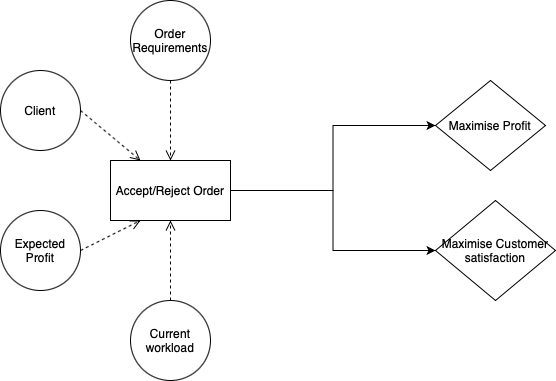 Order
Requirements
Client
Maximise Profit
Accept/Reject Order
Expected
Profit
Maximise Customer
satisfaction
Current
workload